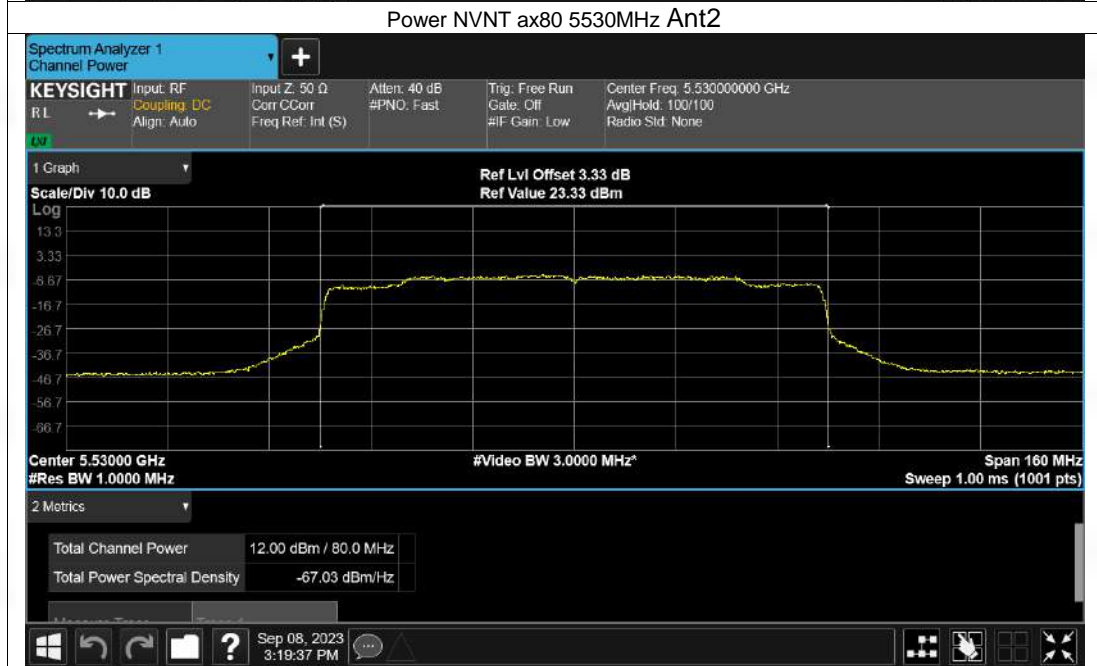 Power NVNT ax80 5530MHz Ant2
Spectrum Analyzer 1
Channel Power
KEYSIGHT
RL
Input: RF
Coupling: DC
Align: Auto
Input Z: 50 Ω
Corr CCorr
Freq Ref: Int (S)
Atten: 40 dB
#PNO: Fast
Trig: Free Run
Gate: Off
#IF Gain: Low
Center Freq: 5.530000000 GHz
Avg|Hold: 100/100
Radio Std: None
1 Graph
Scale/Div 10.0 dB
Ref Lvl Offset 3.33 dB
Ref Value 23.33 dBm
Log
13.3
3.33
-6.67
-16.7
-26.7
-36.7
-46.7
-56.7
-66.7
Center 5.53000 GHz
#Video BW 3.0000 MHz*
Span 160 MHz
#Res BW 1.0000 MHz
Sweep 1.00 ms (1001 pts)
2 Metrics
Total Channel Power 12.00 dBm / 80.0 MHz
Total Power Spectral Density -67.03 dBm/Hz
Sep 08, 2023
3:19:37 PM